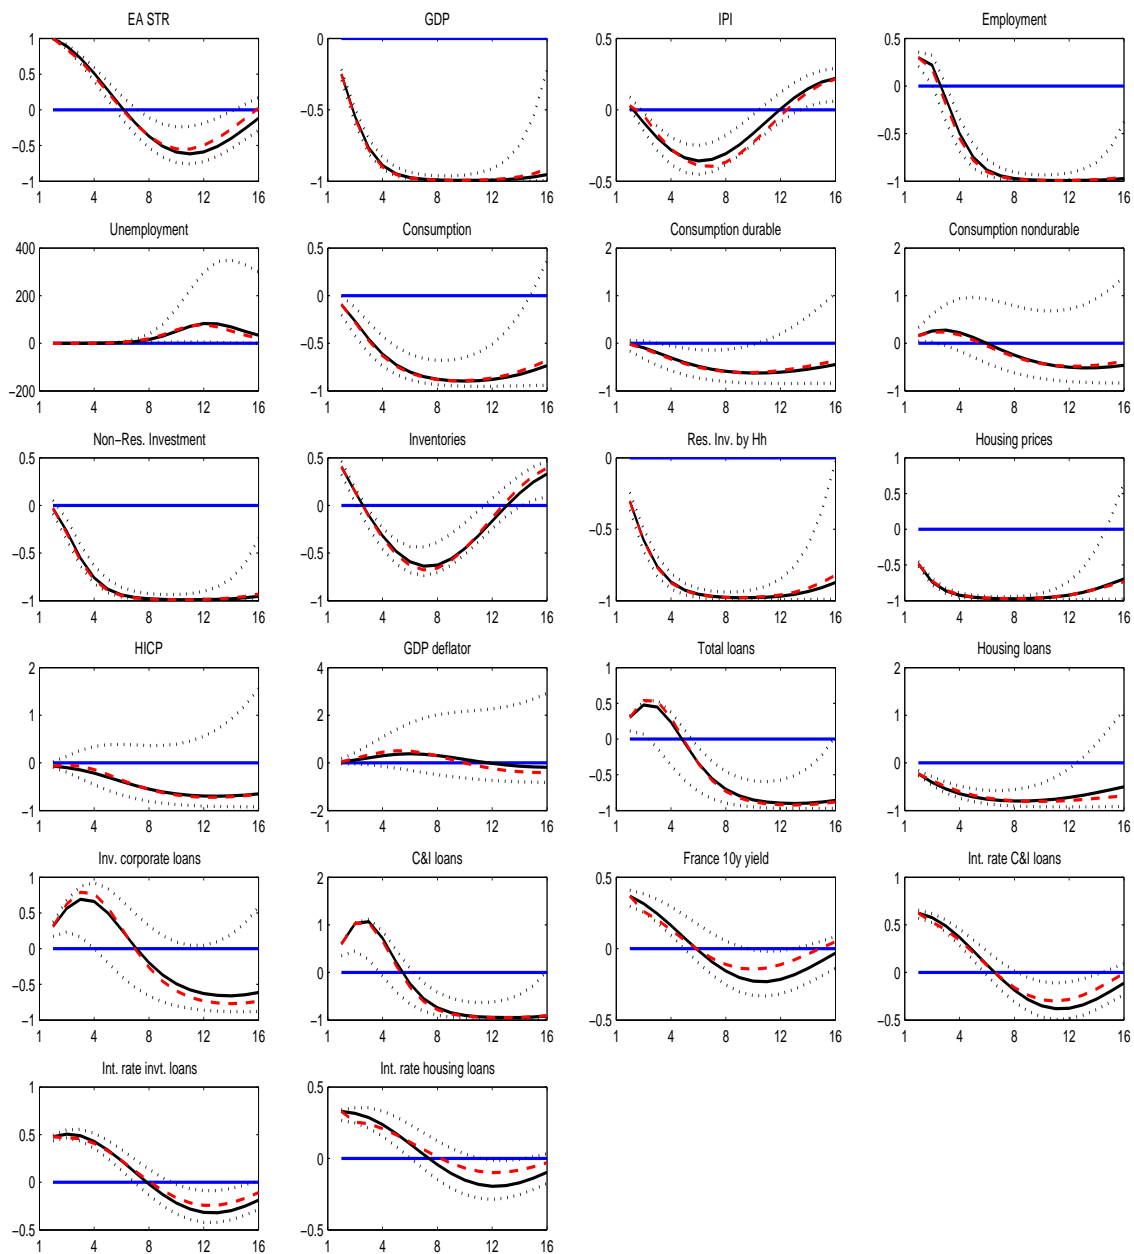 EA STR
GDP
IPI
Employment
1
0.5
0
−0.5
−1
1 4 8 12 16
0
−0.5
−1
1 4 8 12 16
0.5
0
−0.5
1 4 8 12 16
0.5
0
−0.5
−1
1 4 8 12 16
Unemployment
Consumption
Consumption durable
Consumption nondurable
400
200
0
−200
1 4 8 12 16
0.5
0
−0.5
−1
1 4 8 12 16
2
1
0
−1
1 4 8 12 16
2
1
0
−1
1 4 8 12 16
Non−Res. Investment
Inventories
Res. Inv. by Hh
Housing prices
0.5
0
−0.5
−1
1 4 8 12 16
0.5
0
−0.5
−1
1 4 8 12 16
0
−0.5
−1
1 4 8 12 16
1
0.5
0
−0.5
−1
1 4 8 12 16
HICP
GDP deflator
Total loans
Housing loans
2
1
0
−1
1 4 8 12 16
4
2
0
−2
1 4 8 12 16
1
0.5
0
−0.5
−1
1 4 8 12 16
2
1
0
−1
1 4 8 12 16
Inv. corporate loans
C&I loans
France 10y yield
Int. rate C&I loans
1
0.5
0
−0.5
−1
1 4 8 12 16
2
1
0
−1
1 4 8 12 16
0.5
0
−0.5
1 4 8 12 16
1
0.5
0
−0.5
1 4 8 12 16
Int. rate invt. loans
Int. rate housing loans
1
0.5
0
−0.5
1 4 8 12 16
0.5
0
−0.5
1 4 8 12 16